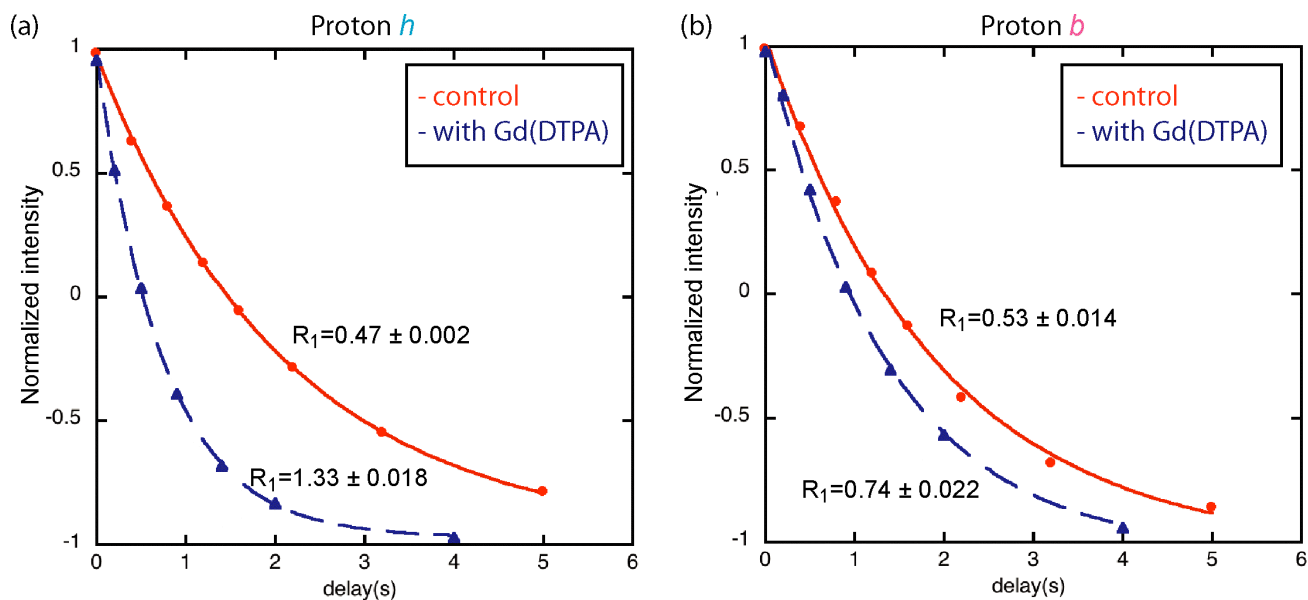 (a)
Proton h
1
0.5
0
-0.5
-1
Normalized intensity
- control
- with Gd(DTPA)
R1=0.47 ± 0.002
R1=1.33 ± 0.018
0 1 2 3 4 5 6
delay(s)
(b)
Proton b
1
0.5
0
-0.5
-1
Normalized intensity
- control
- with Gd(DTPA)
R1=0.53 ± 0.014
R1=0.74 ± 0.022
0 1 2 3 4 5 6
delay(s)